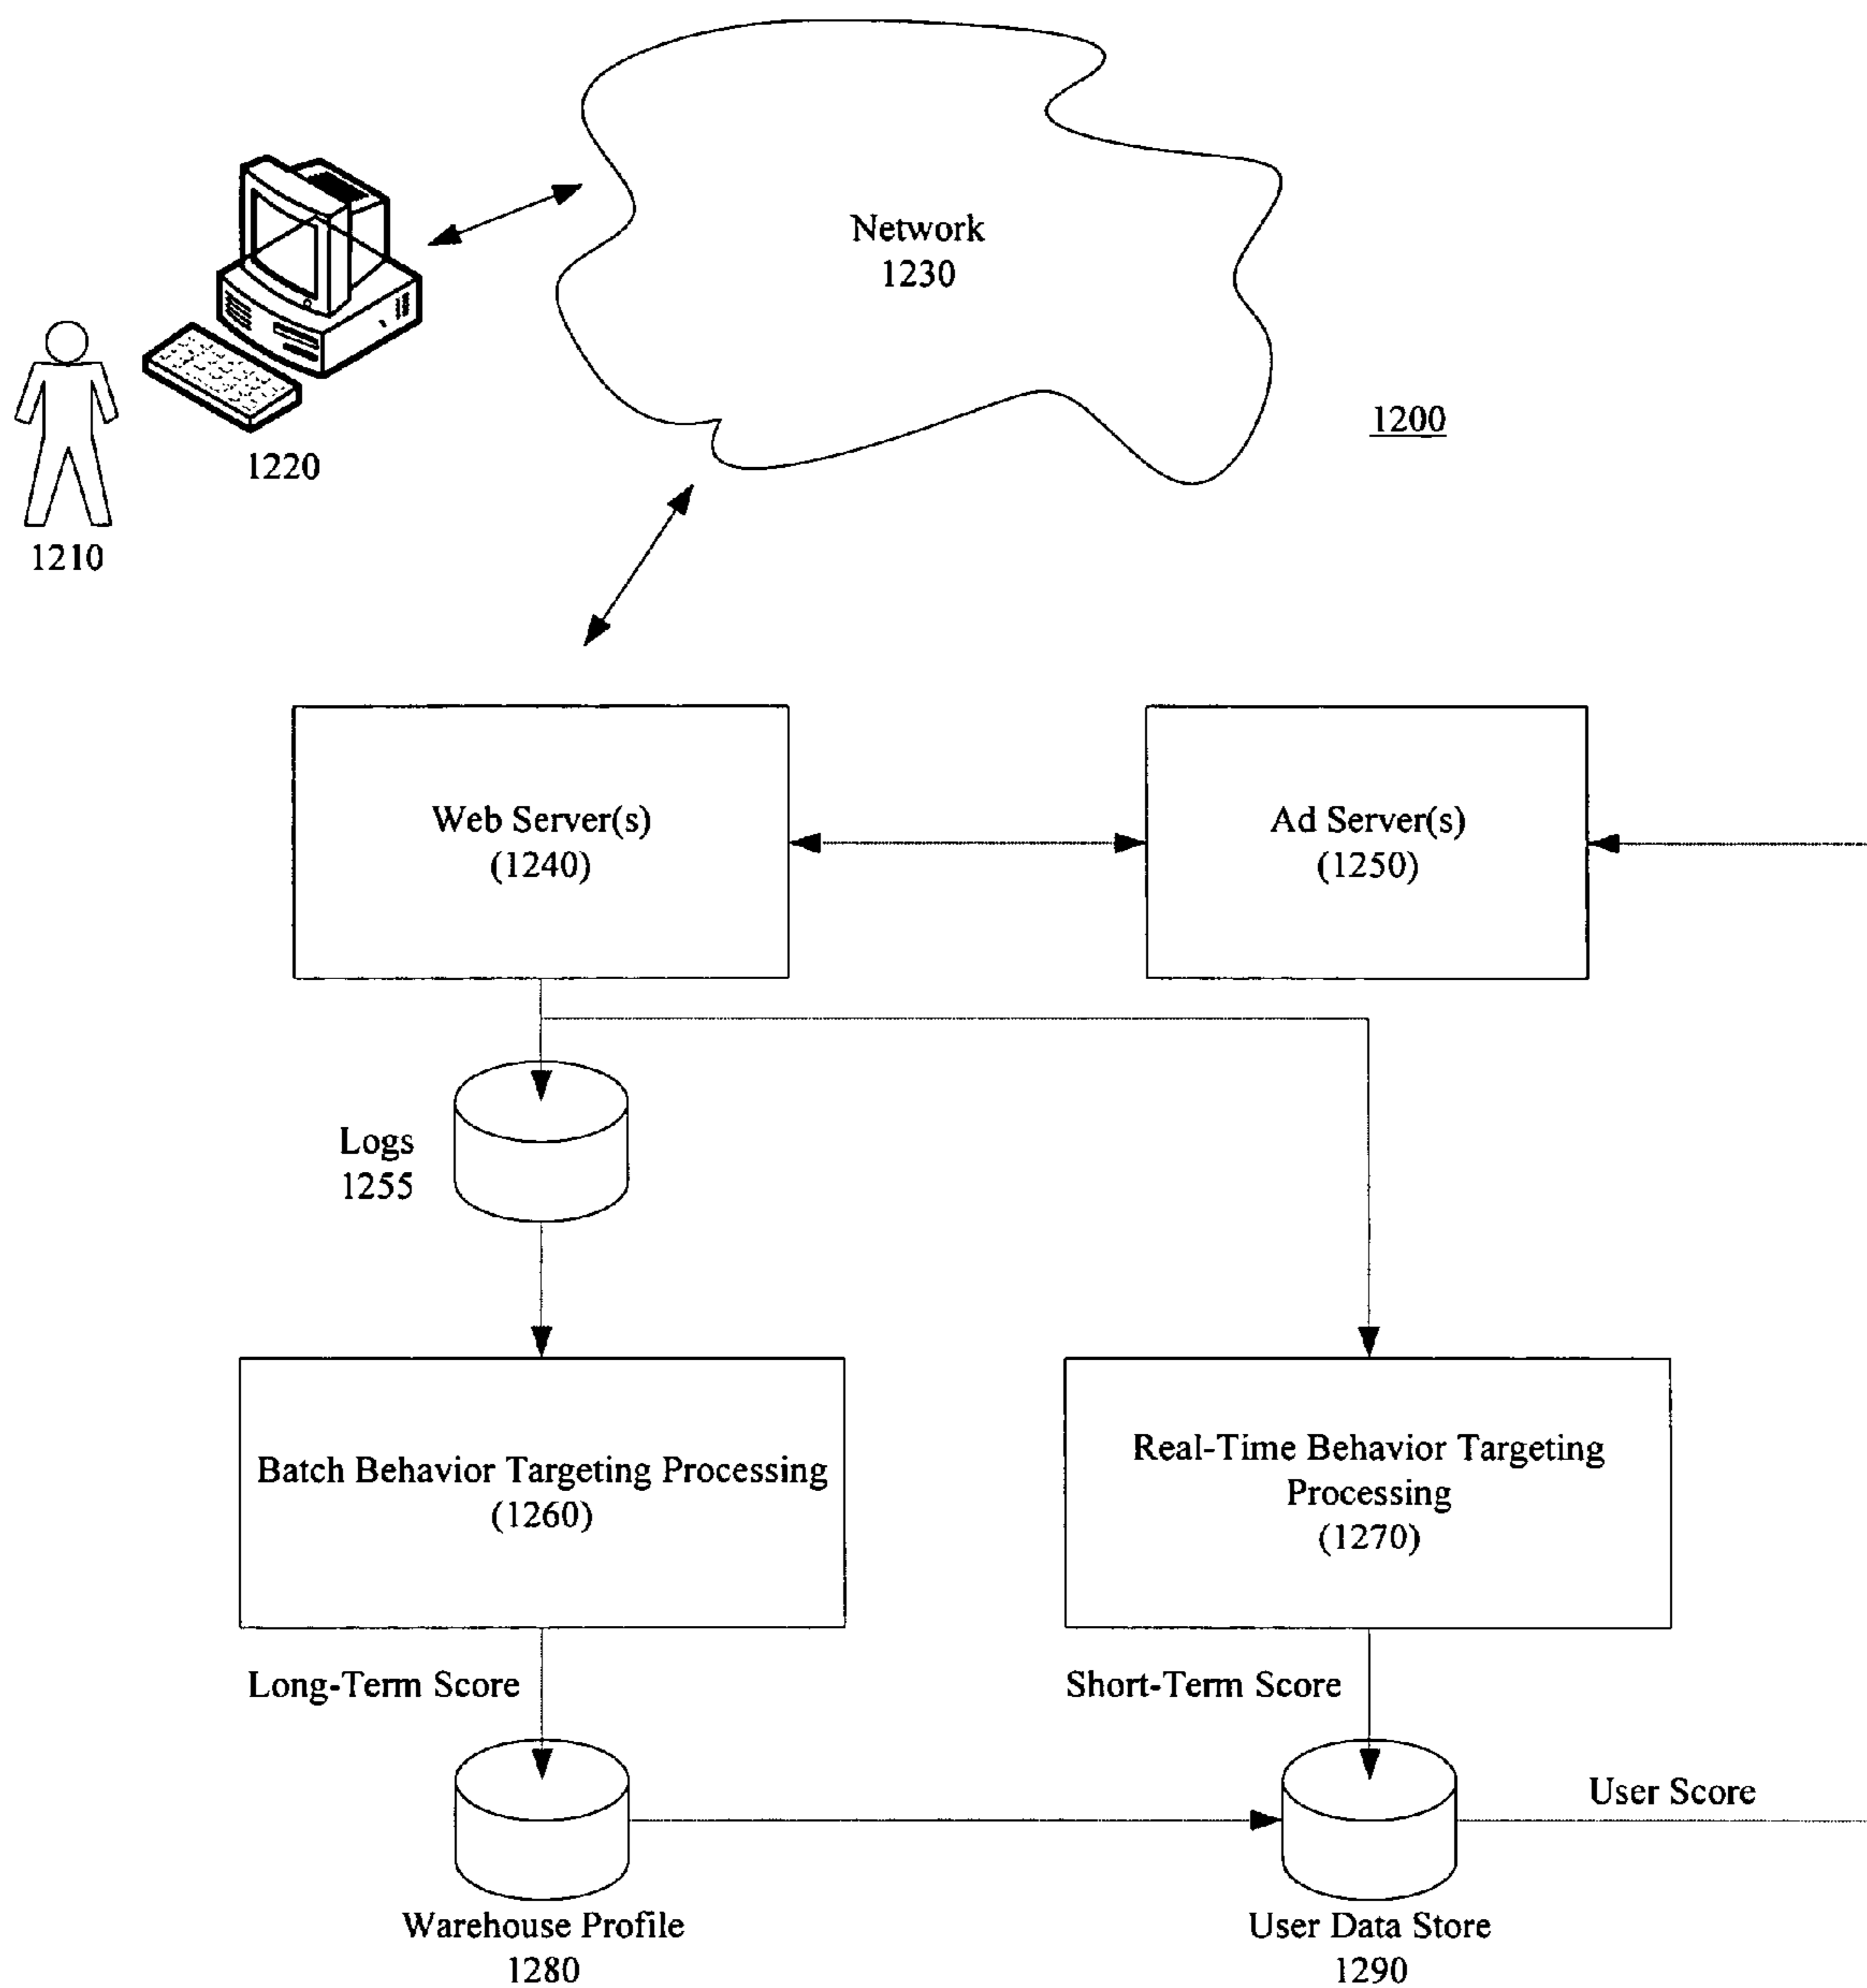 Network
1230
1200
1220
1210
Web Server(s)
(1240)
Ad Server(s)
(1250)
Logs
1255
Batch Behavior Targeting Processing
(1260)
Real-Time Behavior Targeting
Processing
(1270)
Long-Term Score
Short-Term Score
User Score
Warehouse Profile
1280
User Data Store
1290